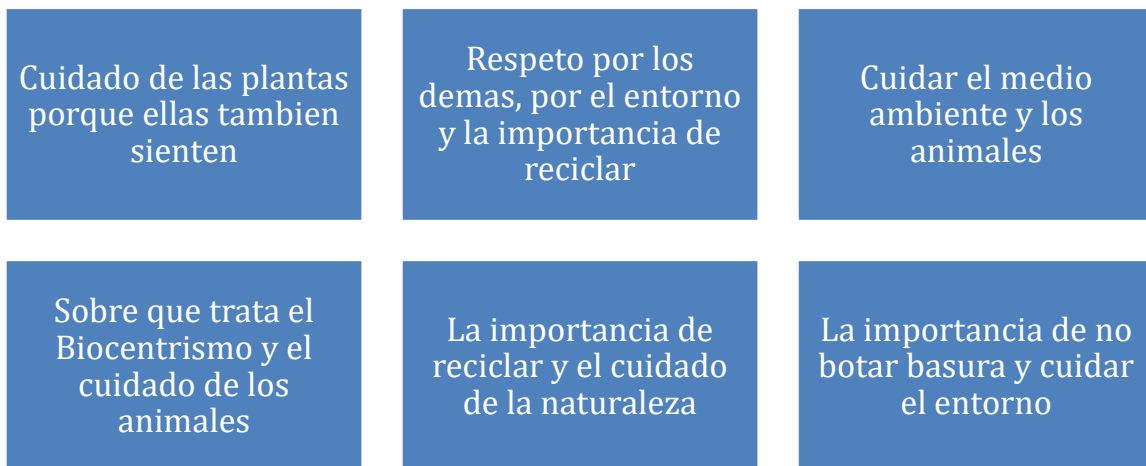 Cuidado de las plantas
porque ellas tambien
sienten
Respeto por los
demas, por el entorno
y la importancia de
reciclar
Cuidar el medio
ambiente y los
animales
Sobre que trata el
Biocentrismo y el
cuidado de los
animales
La importancia de
reciclar y el cuidado
de la naturaleza
La importancia de no
botar basura y cuidar
el entorno